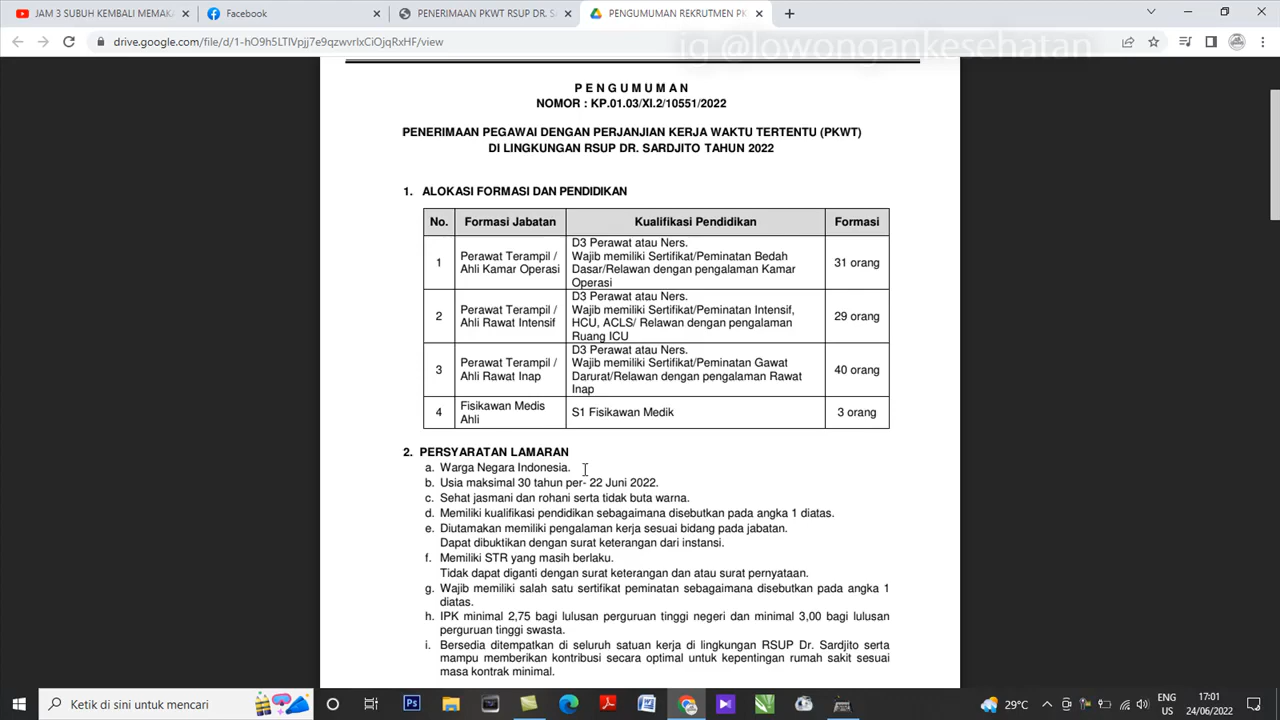 JAM 3 SUBUH KEMBALI MEMAKA
Facebook
PENERIMAAN PKWT RSUP DR. S
PENGUMUMAN REKRUTMEN PK
drive.google.com/file/d/1-hO9h5LTlVpjj7e9qzwvrIxCiOjqRxHF/view
ig @lowongankesehatan
P E N G U M U M A N
NOMOR : KP.01.03/XI.2/10551/2022
PENERIMAAN PEGAWAI DENGAN PERJANJIAN KERJA WAKTU TERTENTU (PKWT)
DI LINGKUNGAN RSUP DR. SARDJITO TAHUN 2022
1. ALOKASI FORMASI DAN PENDIDIKAN
No. Formasi Jabatan Kualifikasi Pendidikan Formasi
1 Perawat Terampil / Ahli Kamar Operasi D3 Perawat atau Ners. 31 orang
Wajib memiliki Sertifikat/Peminatan Bedah
Dasar/Relawan dengan pengalaman Kamar
Operasi
2 Perawat Terampil / Ahli Rawat Intensif D3 Perawat atau Ners. 29 orang
Wajib memiliki Sertifikat/Peminatan Intensif,
HCU, ACLS/ Relawan dengan pengalaman
Ruang ICU
3 Perawat Terampil / Ahli Rawat Inap D3 Perawat atau Ners. 40 orang
Wajib memiliki Sertifikat/Peminatan Gawat
Darurat/Relawan dengan pengalaman Rawat
Inap
4 Fisikawan Medis Ahli S1 Fisikawan Medik 3 orang
2. PERSYARATAN LAMARAN
a. Warga Negara Indonesia.
b. Usia maksimal 30 tahun per- 22 Juni 2022.
c. Sehat jasmani dan rohani serta tidak buta warna.
d. Memiliki kualifikasi pendidikan sebagaimana disebutkan pada angka 1 diatas.
e. Diutamakan memiliki pengalaman kerja sesuai bidang pada jabatan.
Dapat dibuktikan dengan surat keterangan dari instansi.
f. Memiliki STR yang masih berlaku.
Tidak dapat diganti dengan surat keterangan dan atau surat pernyataan.
g. Wajib memiliki salah satu sertifikat peminatan sebagaimana disebutkan pada angka 1
diatas.
h. IPK minimal 2,75 bagi lulusan perguruan tinggi negeri dan minimal 3,00 bagi lulusan
perguruan tinggi swasta.
i. Bersedia ditempatkan di seluruh satuan kerja di lingkungan RSUP Dr. Sardjito serta
mampu memberikan kontribusi secara optimal untuk kepentingan rumah sakit sesuai
masa kontrak minimal.
Ketik di sini untuk mencari
Ps
29°C
ENG
US
17:01
24/06/2022